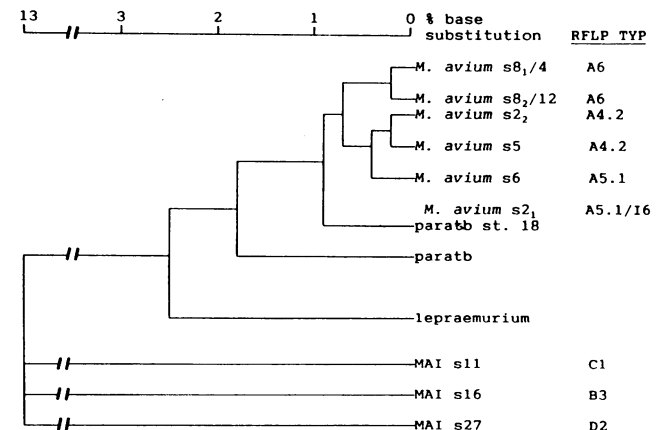 13 3 2 1 0 % base
substitution RFLP TYP
M. avium s8₁/4 A6
M. avium s8₂/12 A6
M. avium s2₂ A4.2
M. avium s5 A4.2
M. avium s6 A5.1
M. avium s2₁ A5.1/I6
paratb st. 18
paratb
lepraemurium
MAI s11 C1
MAI s16 B3
MAI s27 D2